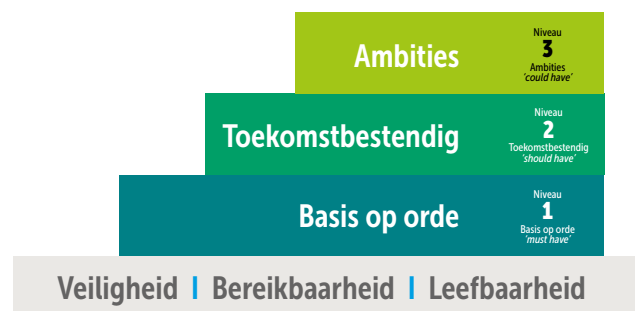 Ambities
Niveau
3
Ambities
'could have'
Toekomstbestendig
Niveau
2
Toekomstbestendig
'should have'
Basis op orde
Niveau
1
Basis op orde
'must have'
Veiligheid | Bereikbaarheid | Leefbaarheid